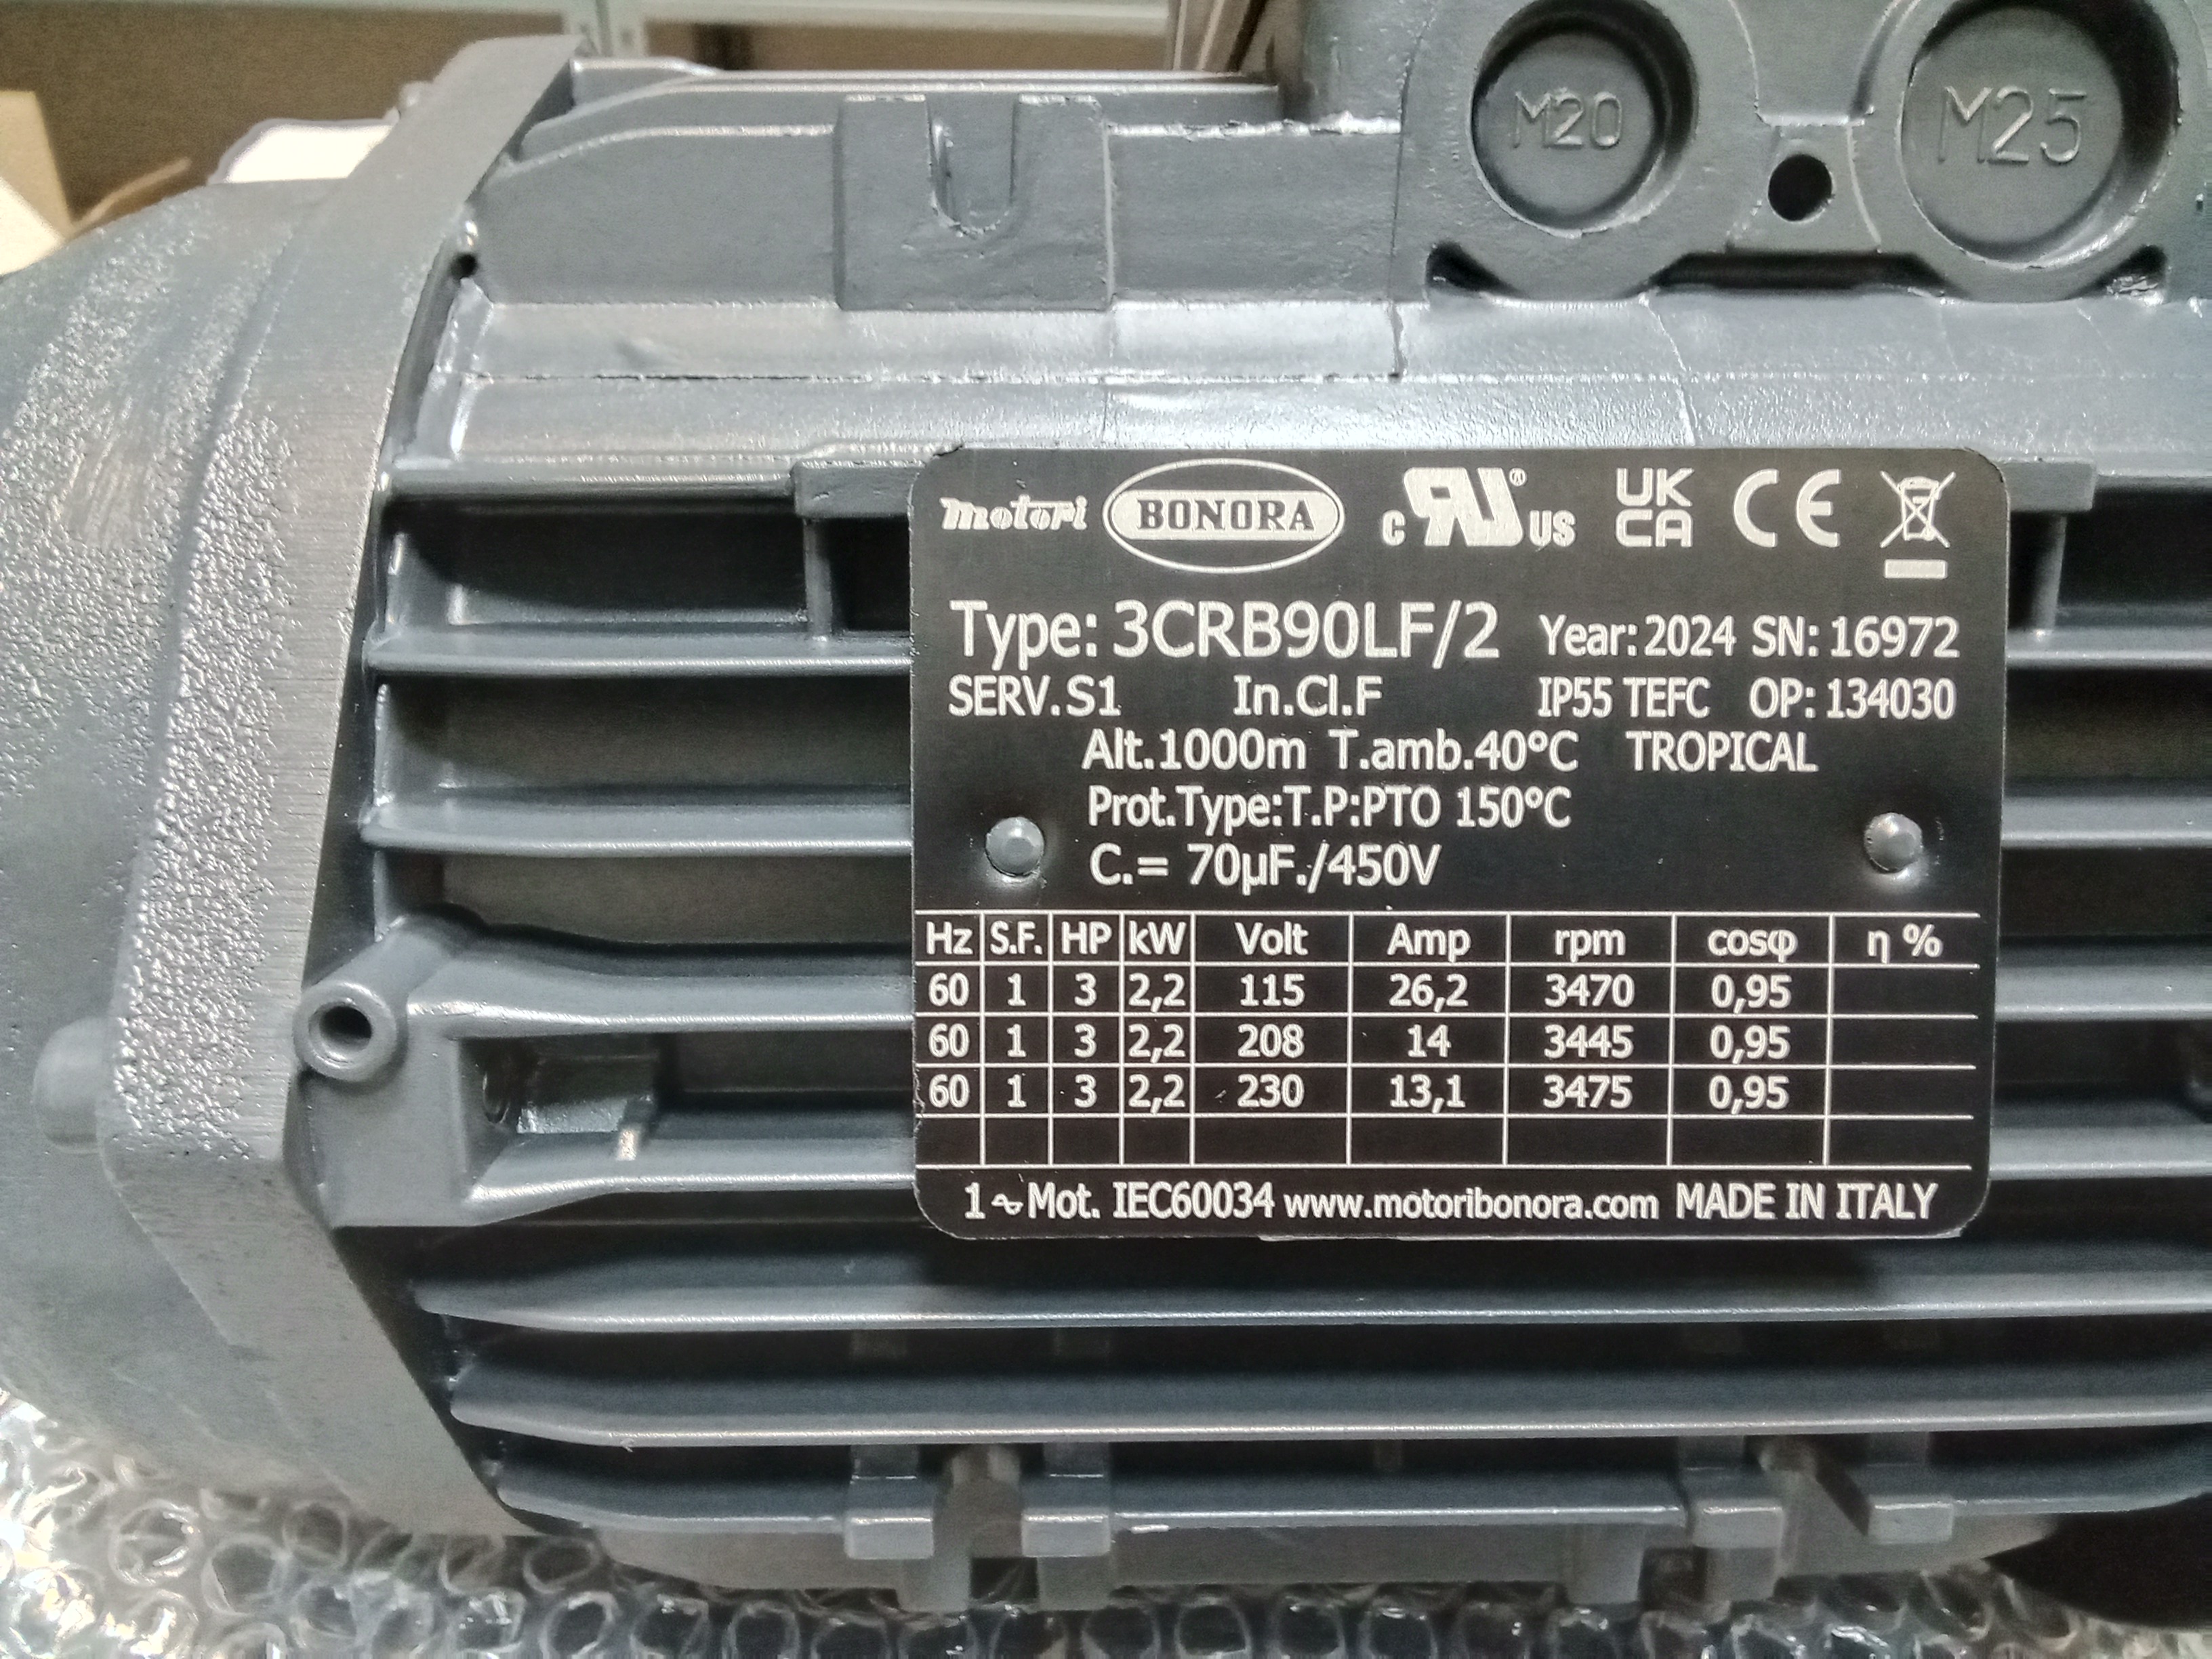 M20 M25
motori BONORA c RU ® US UK CA CE
Type: 3CRB90LF/2 Year: 2024 SN: 16972
SERV. S1 In.Cl.F IP55 TEFC OP: 134030
Alt.1000m T.amb.40°C TROPICAL
Prot.Type:T.P:PTO 150°C
C.= 70µF./450V
Hz S.F. HP kW Volt Amp rpm cosφ η %
60 1 3 2,2 115 26,2 3470 0,95
60 1 3 2,2 208 14 3445 0,95
60 1 3 2,2 230 13,1 3475 0,95
1~Mot. IEC60034 www.motoribonora.com MADE IN ITALY